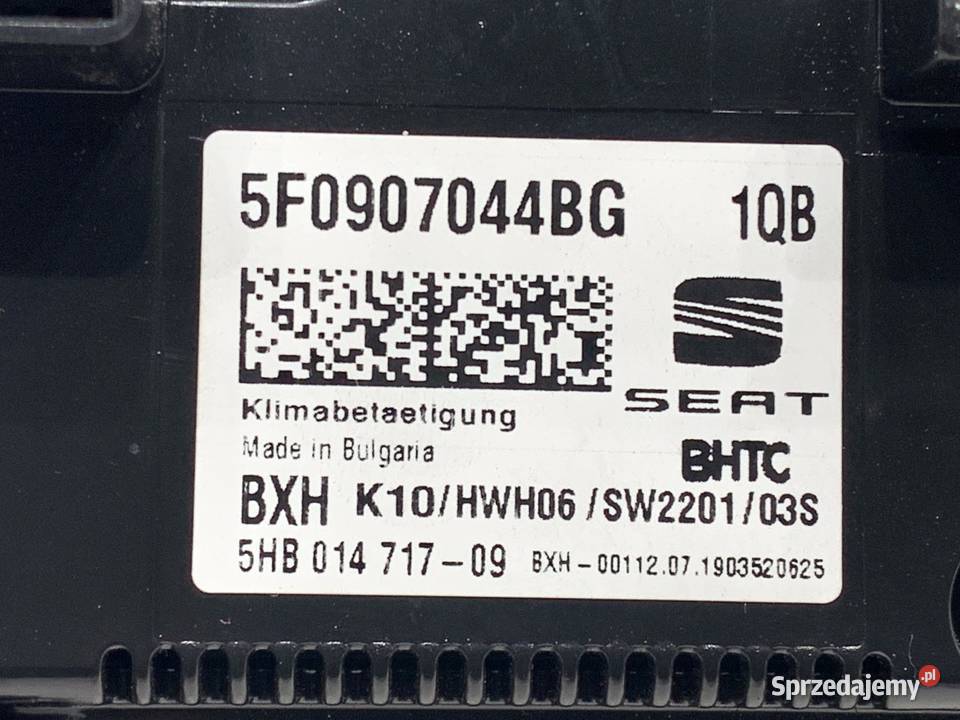 5F0907044BG 1QB
SEAT
Klimabetaetigung
Made in Bulgaria
BHTC
BXH K10/HWH06/SW2201/03S
5HB 014 717-09 BXH-00112.07.1903520625
Sprzedajemy.pl